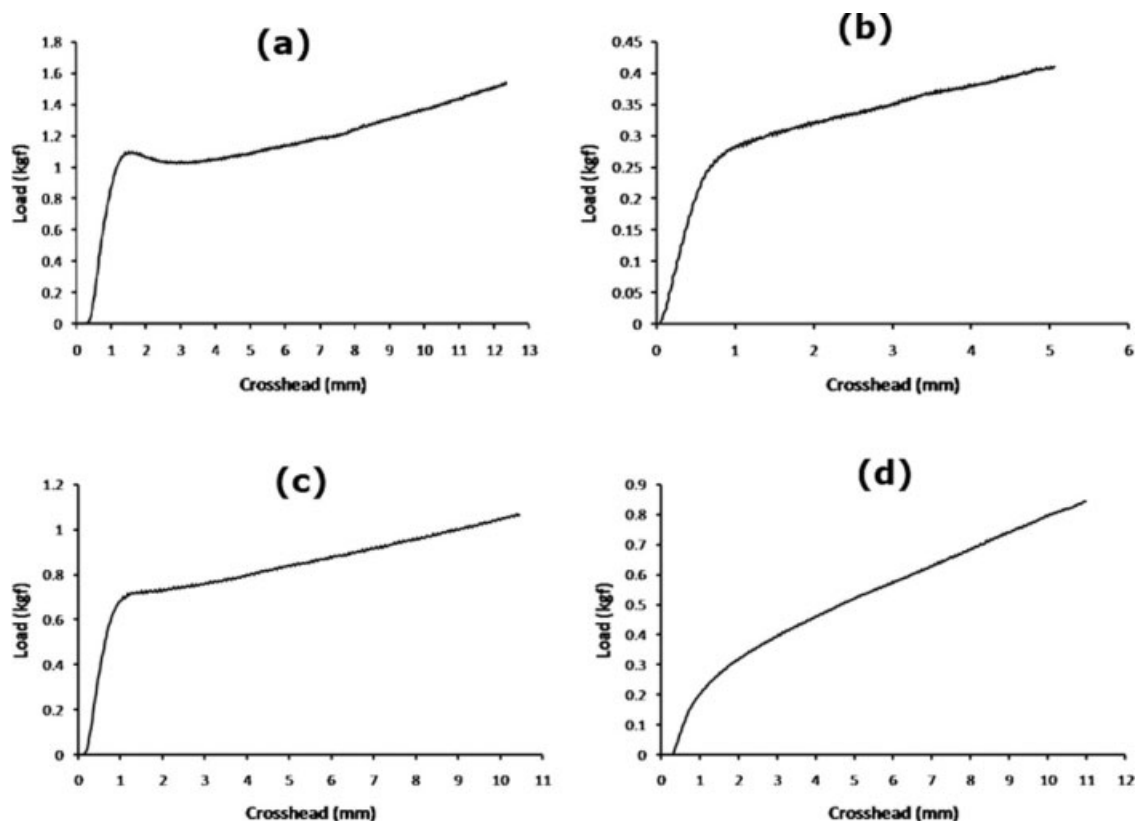 (a)
Load (kgf)
1.8
1.6
1.4
1.2
1
0.8
0.6
0.4
0.2
0
0 1 2 3 4 5 6 7 8 9 10 11 12 13
Crosshead (mm)
(b)
Load (kgf)
0.45
0.4
0.35
0.3
0.25
0.2
0.15
0.1
0.05
0
0 1 2 3 4 5 6
Crosshead (mm)
(c)
Load (kgf)
1.2
1
0.8
0.6
0.4
0.2
0
0 1 2 3 4 5 6 7 8 9 10 11
Crosshead (mm)
(d)
Load (kgf)
0.9
0.8
0.7
0.6
0.5
0.4
0.3
0.2
0.1
0
0 1 2 3 4 5 6 7 8 9 10 11 12
Crosshead (mm)